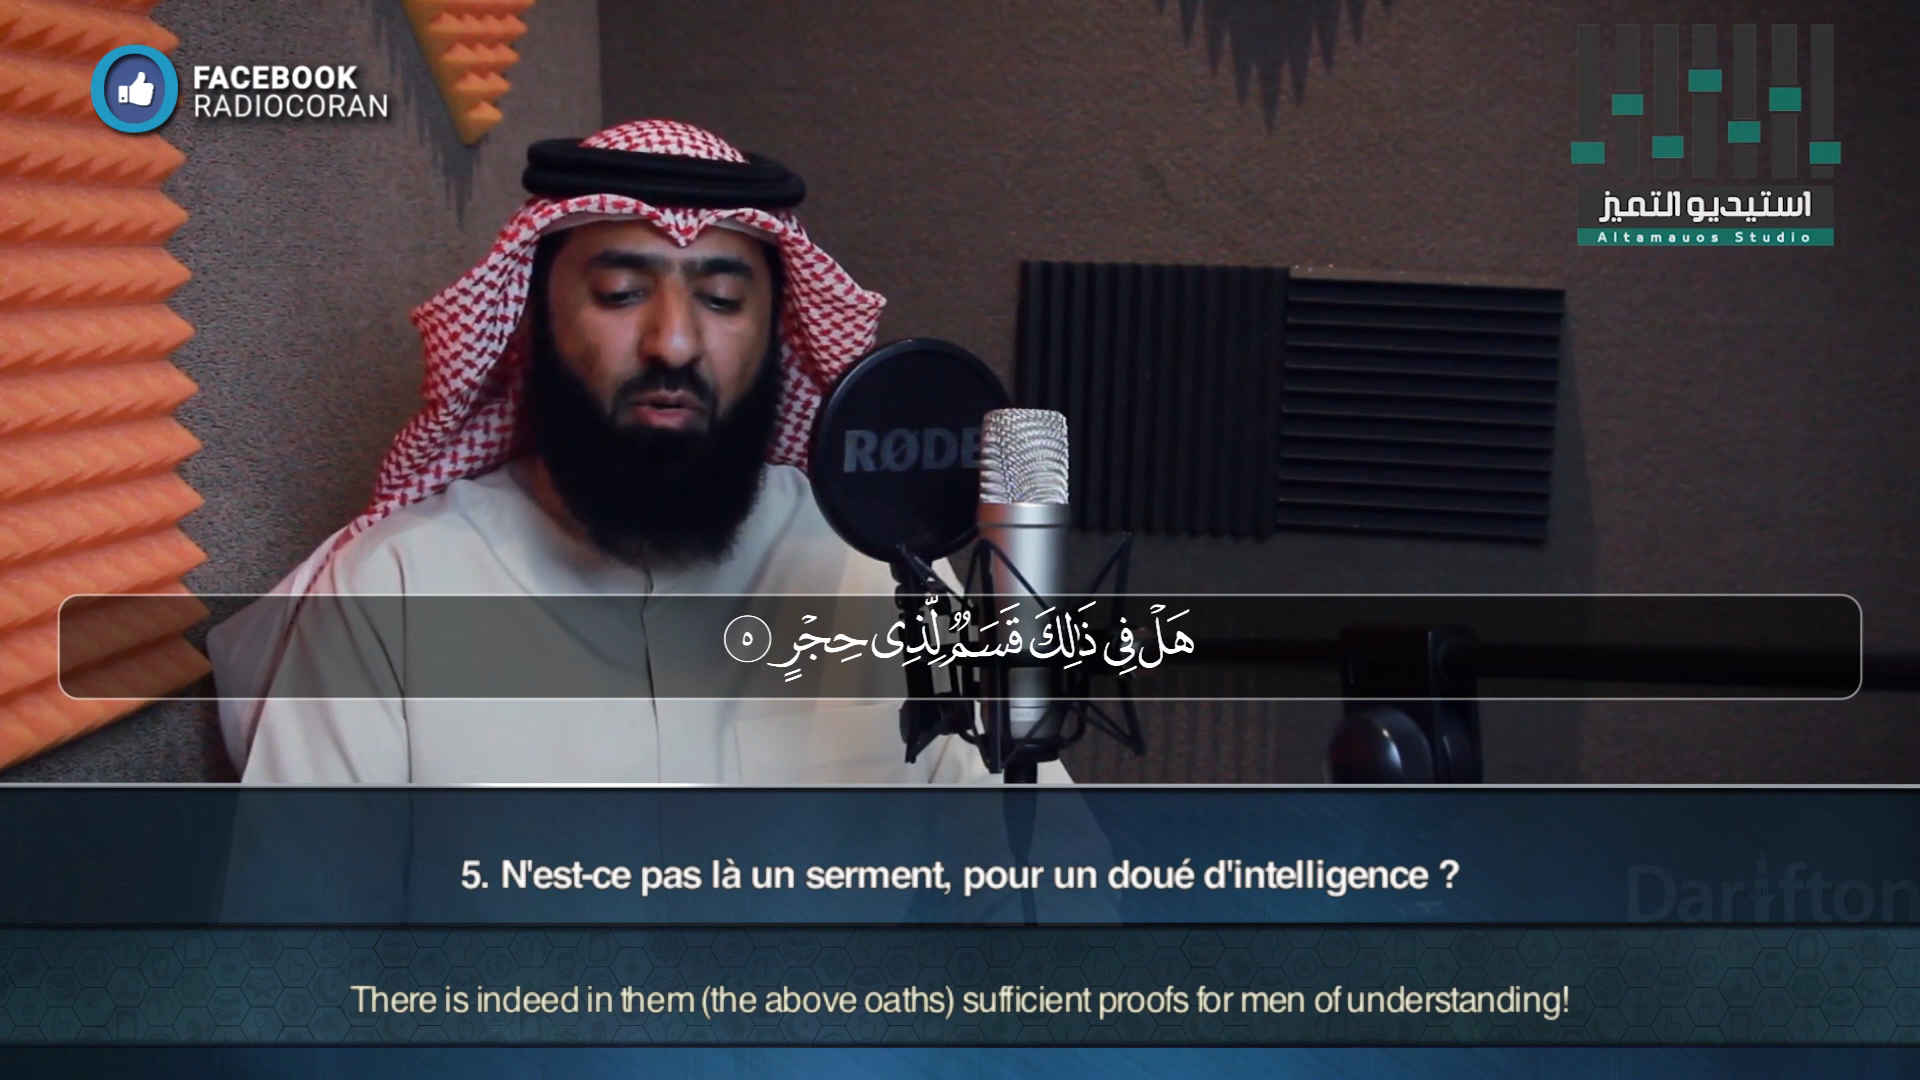 FACEBOOK
RADIOCORAN
استيديو التميز
Altamauos Studio
RØDE
هَلْ فِي ذَٰلِكَ قَسَمٌ لِّذِي حِجْرٍ ٥
5. N'est-ce pas là un serment, pour un doué d'intelligence ?
There is indeed in them (the above oaths) sufficient proofs for men of understanding!